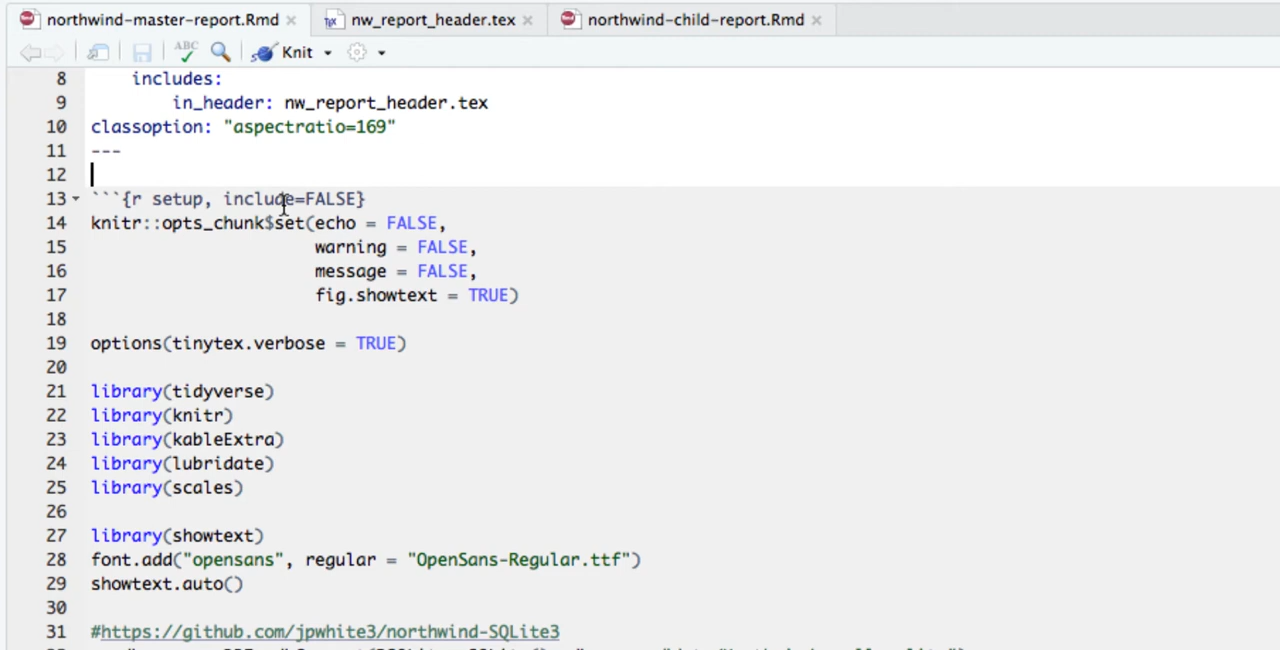 northwind-master-report.Rmd × nw_report_header.tex × northwind-child-report.Rmd ×
ABC Knit
8 includes:
9 in_header: nw_report_header.tex
10 classoption: "aspectratio=169"
11 ---
12
13 ```{r setup, include=FALSE}
14 knitr::opts_chunk$set(echo = FALSE,
15 warning = FALSE,
16 message = FALSE,
17 fig.showtext = TRUE)
18
19 options(tinytex.verbose = TRUE)
20
21 library(tidyverse)
22 library(knitr)
23 library(kableExtra)
24 library(lubridate)
25 library(scales)
26
27 library(showtext)
28 font.add("opensans", regular = "OpenSans-Regular.ttf")
29 showtext.auto()
30
31 #https://github.com/jpwhite3/northwind-SQLite3